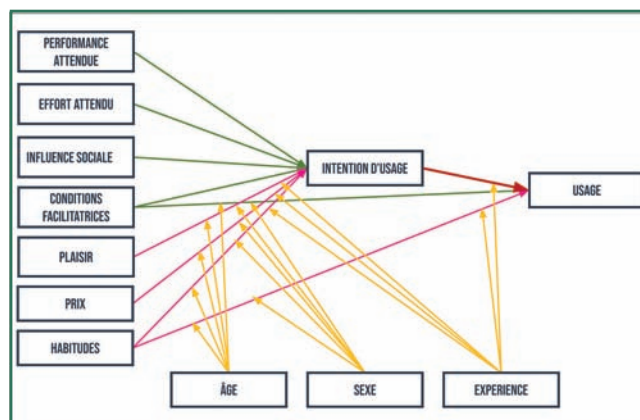 PERFORMANCE
ATTENDUE
EFFORT ATTENDU
INFLUENCE SOCIALE
CONDITIONS
FACILITATRICES
PLAISIR
PRIX
HABITUDES
INTENTION D'USAGE
USAGE
ÂGE
SEXE
EXPERIENCE